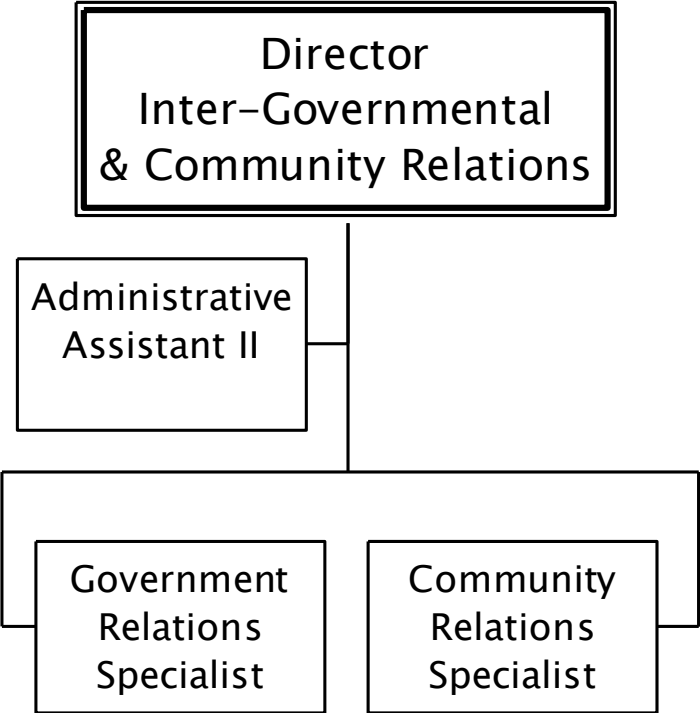 Director
Inter-Governmental
& Community Relations
Administrative
Assistant II
Government
Relations
Specialist
Community
Relations
Specialist